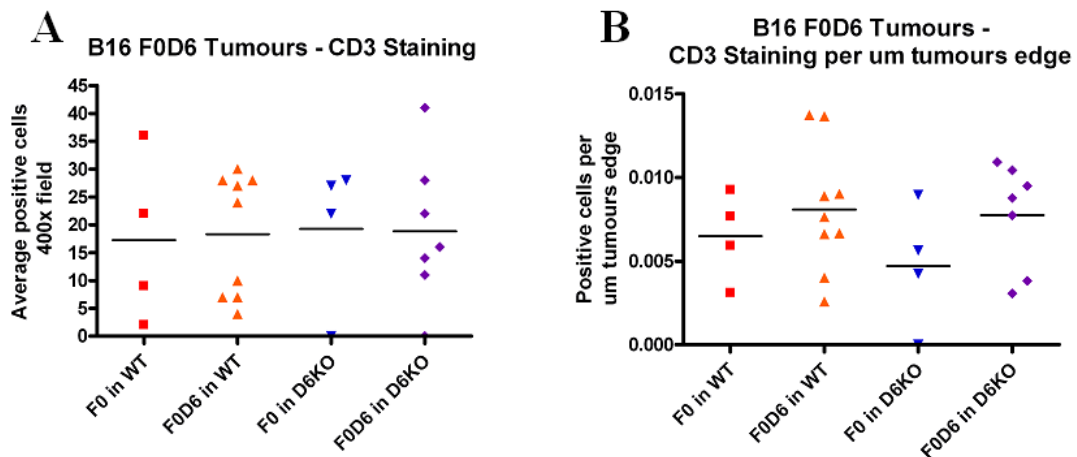 A
B16 F0D6 Tumours - CD3 Staining
Average positive cells
400x field
45
40
35
30
25
20
15
10
5
0
F0 in WT
F0D6 in WT
F0 in D6KO
F0D6 in D6KO
B
B16 F0D6 Tumours -
CD3 Staining per um tumours edge
Positive cells per
um tumours edge
0.015
0.010
0.005
0.000
F0 in WT
F0D6 in WT
F0 in D6KO
F0D6 in D6KO